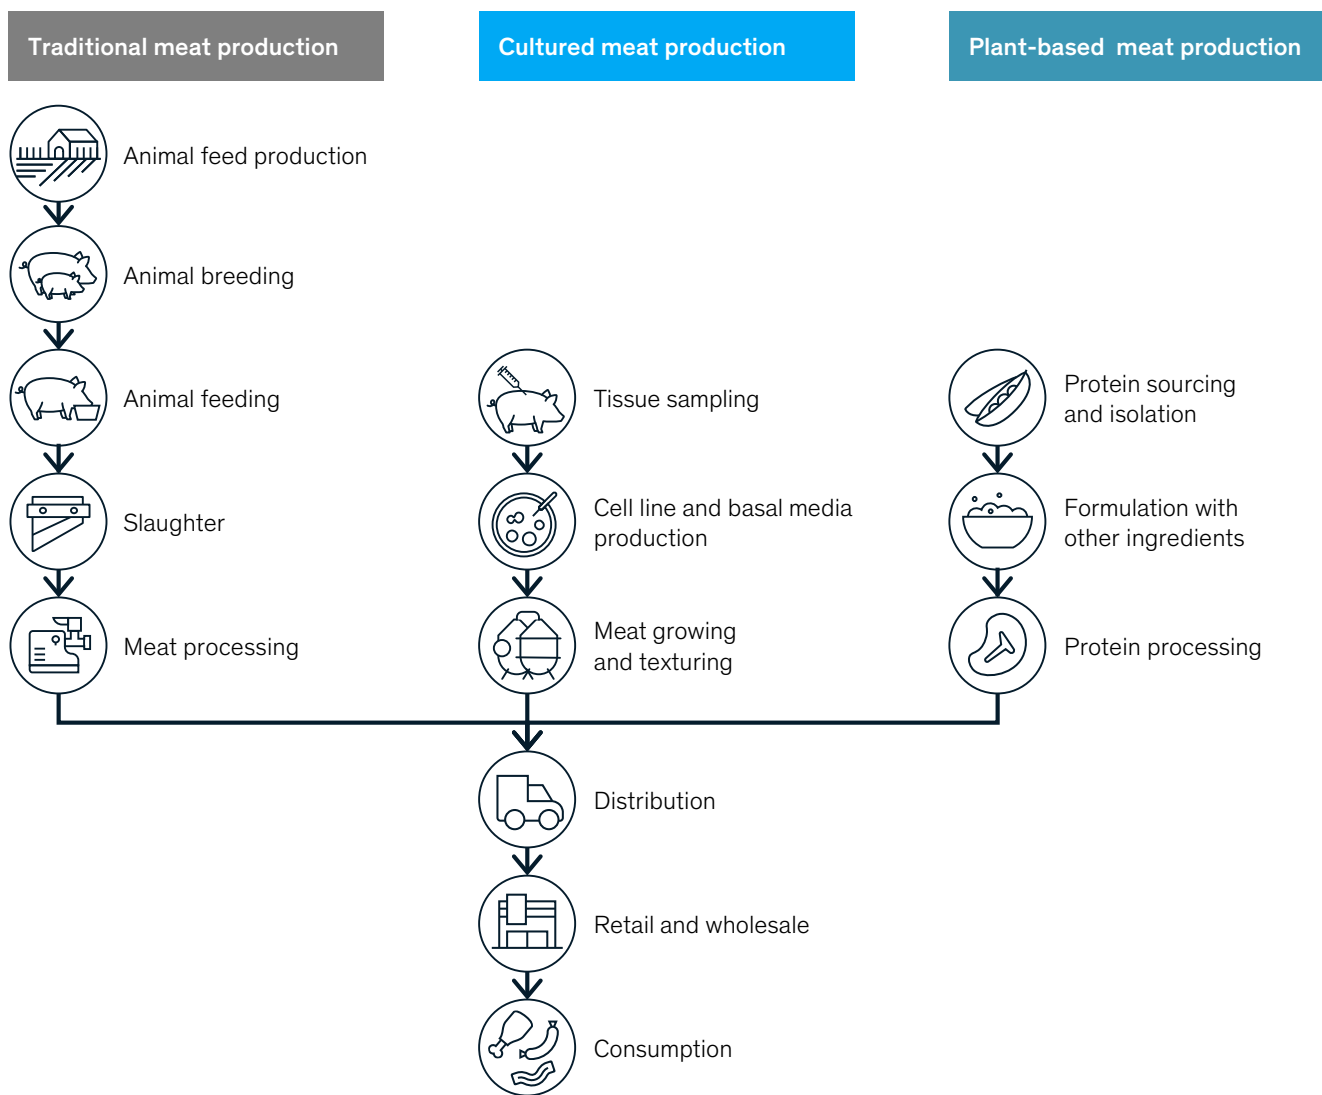 Traditional meat production
Cultured meat production
Plant-based meat production
Animal feed production
Animal breeding
Animal feeding
Slaughter
Meat processing
Tissue sampling
Cell line and basal media
production
Meat growing
and texturing
Protein sourcing
and isolation
Formulation with
other ingredients
Protein processing
Distribution
Retail and wholesale
Consumption